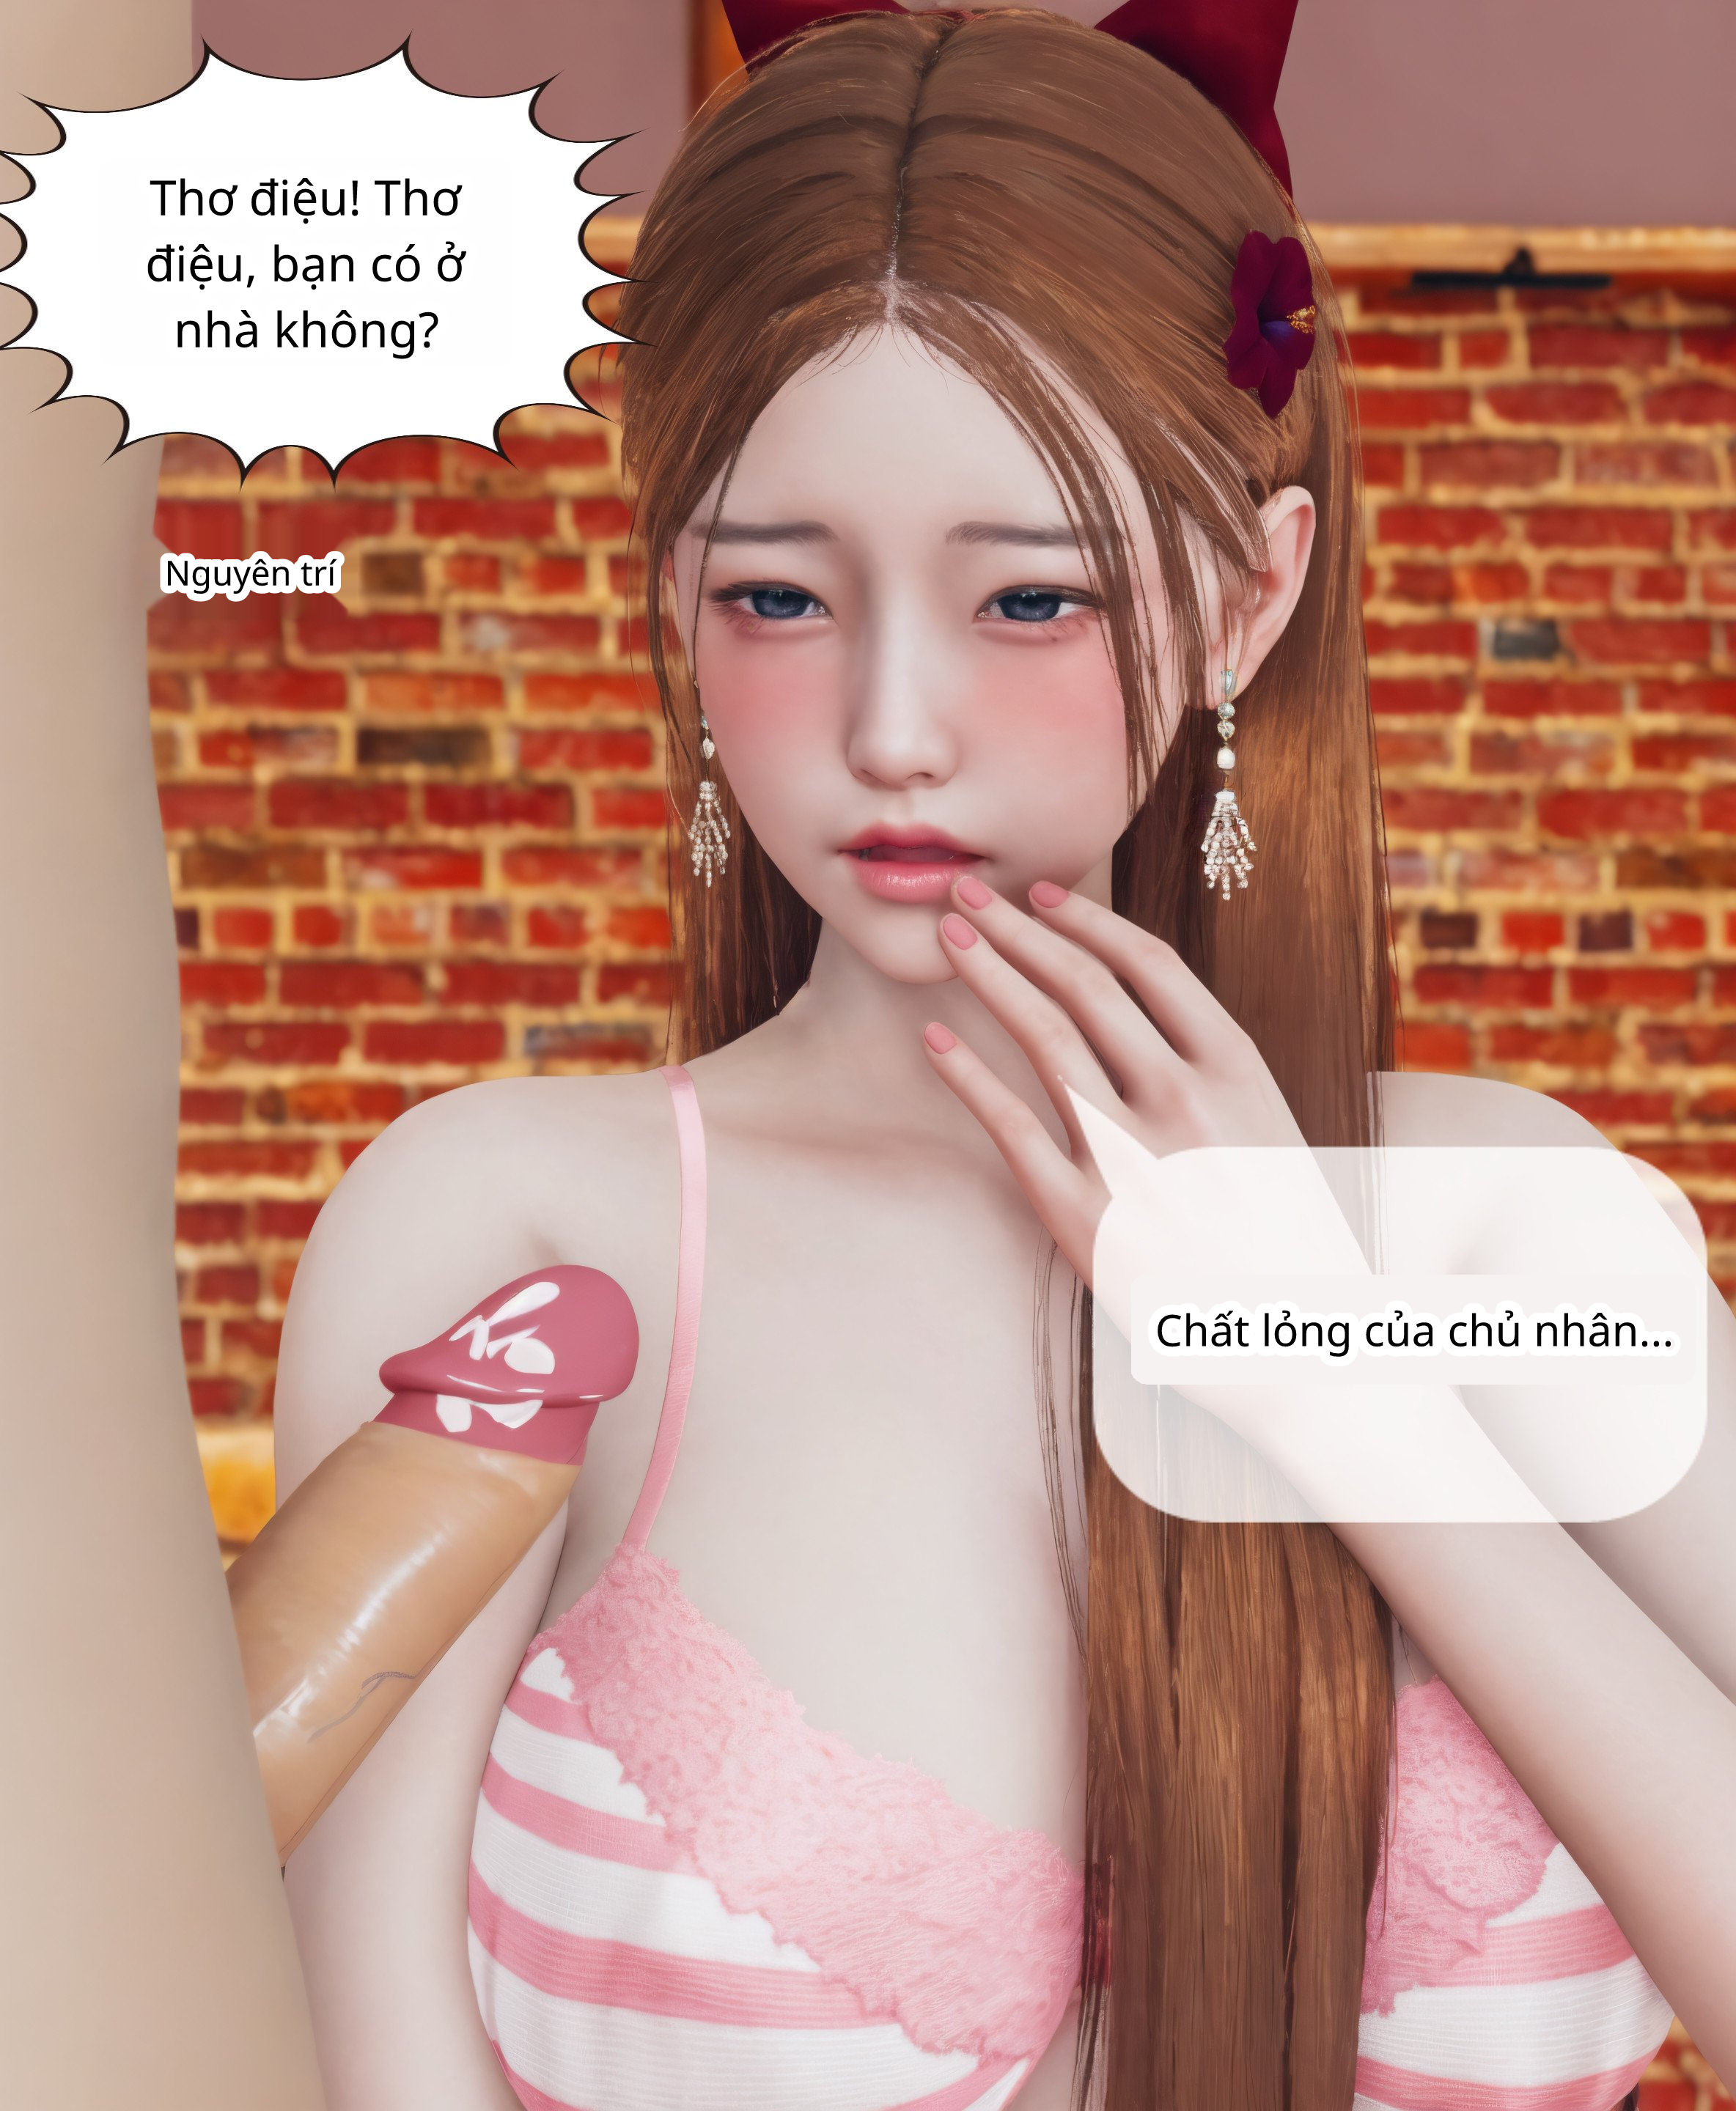 Thơ điệu! Thơ
điệu, bạn có ở
nhà không?
Nguyên trí
Chất lỏng của chủ nhân...